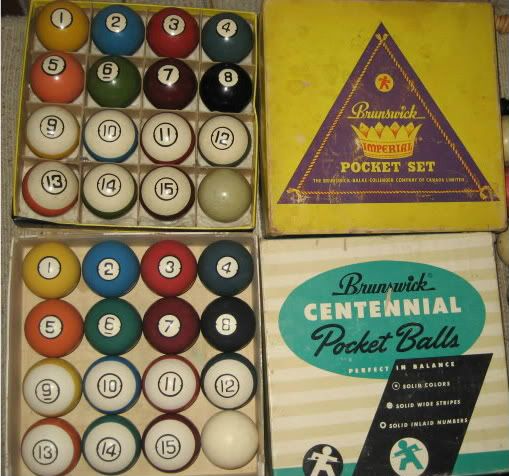 1 2 3 4
5 6 7 8
9 10 11 12
13 14 15
Brunswick
IMPERIAL
POCKET SET
THE BRUNSWICK-BALKE-COLLENDER COMPANY OF CANADA LIMITED
1 2 3 4
5 6 7 8
9 10 11 12
13 14 15
Brunswick
CENTENNIAL
Pocket Balls
PERFECT IN BALANCE
SOLID COLORS
SOLID WIDE STRIPES
SOLID INLAID NUMBERS